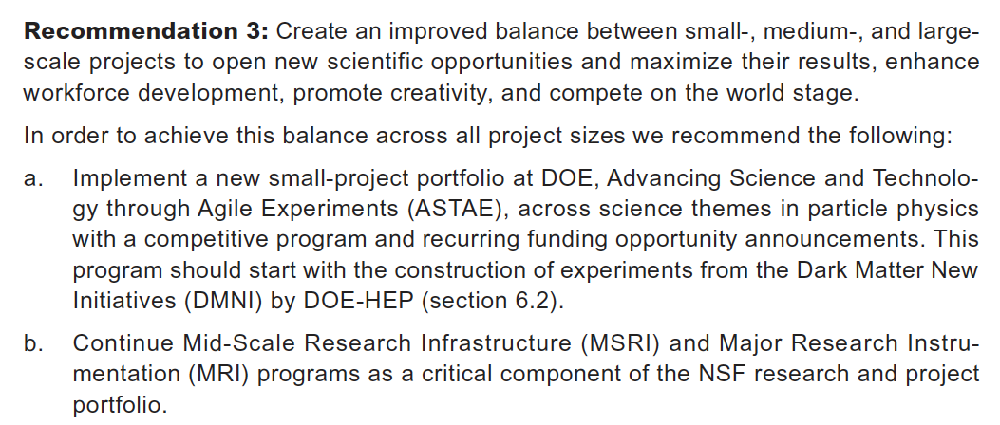 Recommendation 3: Create an improved balance between small-, medium-, and large-
scale projects to open new scientific opportunities and maximize their results, enhance
workforce development, promote creativity, and compete on the world stage.
In order to achieve this balance across all project sizes we recommend the following:
a. Implement a new small-project portfolio at DOE, Advancing Science and Technolo-
gy through Agile Experiments (ASTAE), across science themes in particle physics
with a competitive program and recurring funding opportunity announcements. This
program should start with the construction of experiments from the Dark Matter New
Initiatives (DMNI) by DOE-HEP (section 6.2).
b. Continue Mid-Scale Research Infrastructure (MSRI) and Major Research Instru-
mentation (MRI) programs as a critical component of the NSF research and project
portfolio.